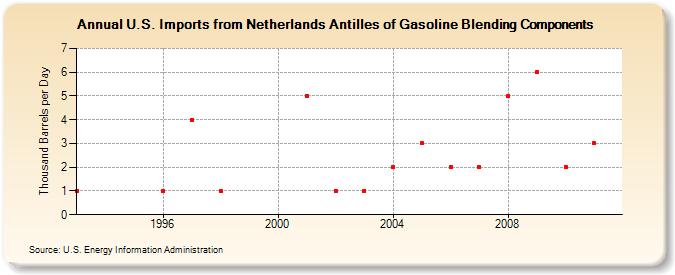 Annual U.S. Imports from Netherlands Antilles of Gasoline Blending Components
Thousand Barrels per Day
7
6
5
4
3
2
1
0
1996 2000 2004 2008
Source: U.S. Energy Information Administration